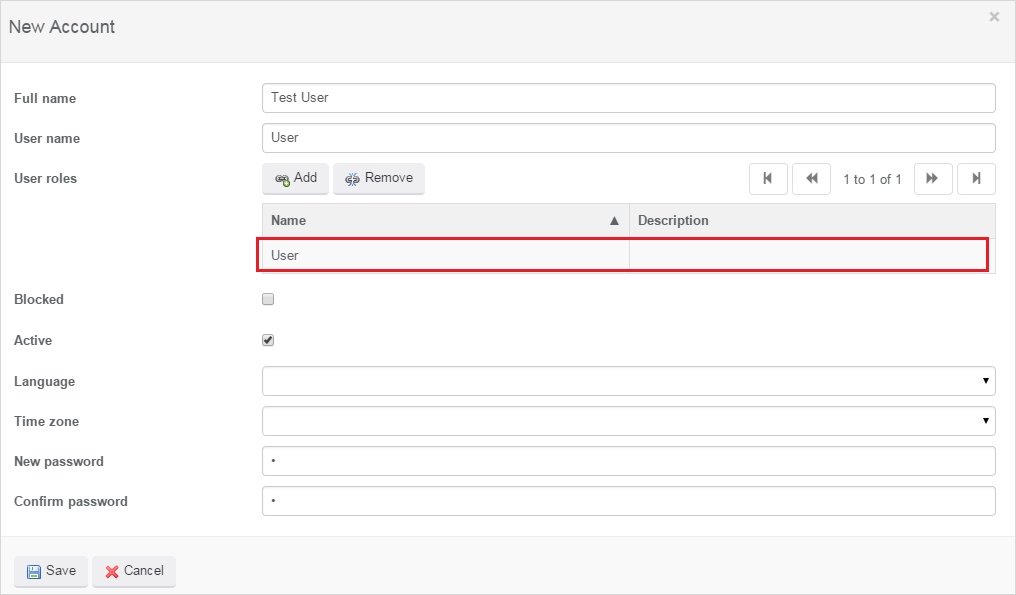 New Account
×
Full name Test User
User name User
User roles Add Remove 1 to 1 of 1
Name ▲ Description
User
Blocked
Active
Language
Time zone
New password •
Confirm password •
Save Cancel